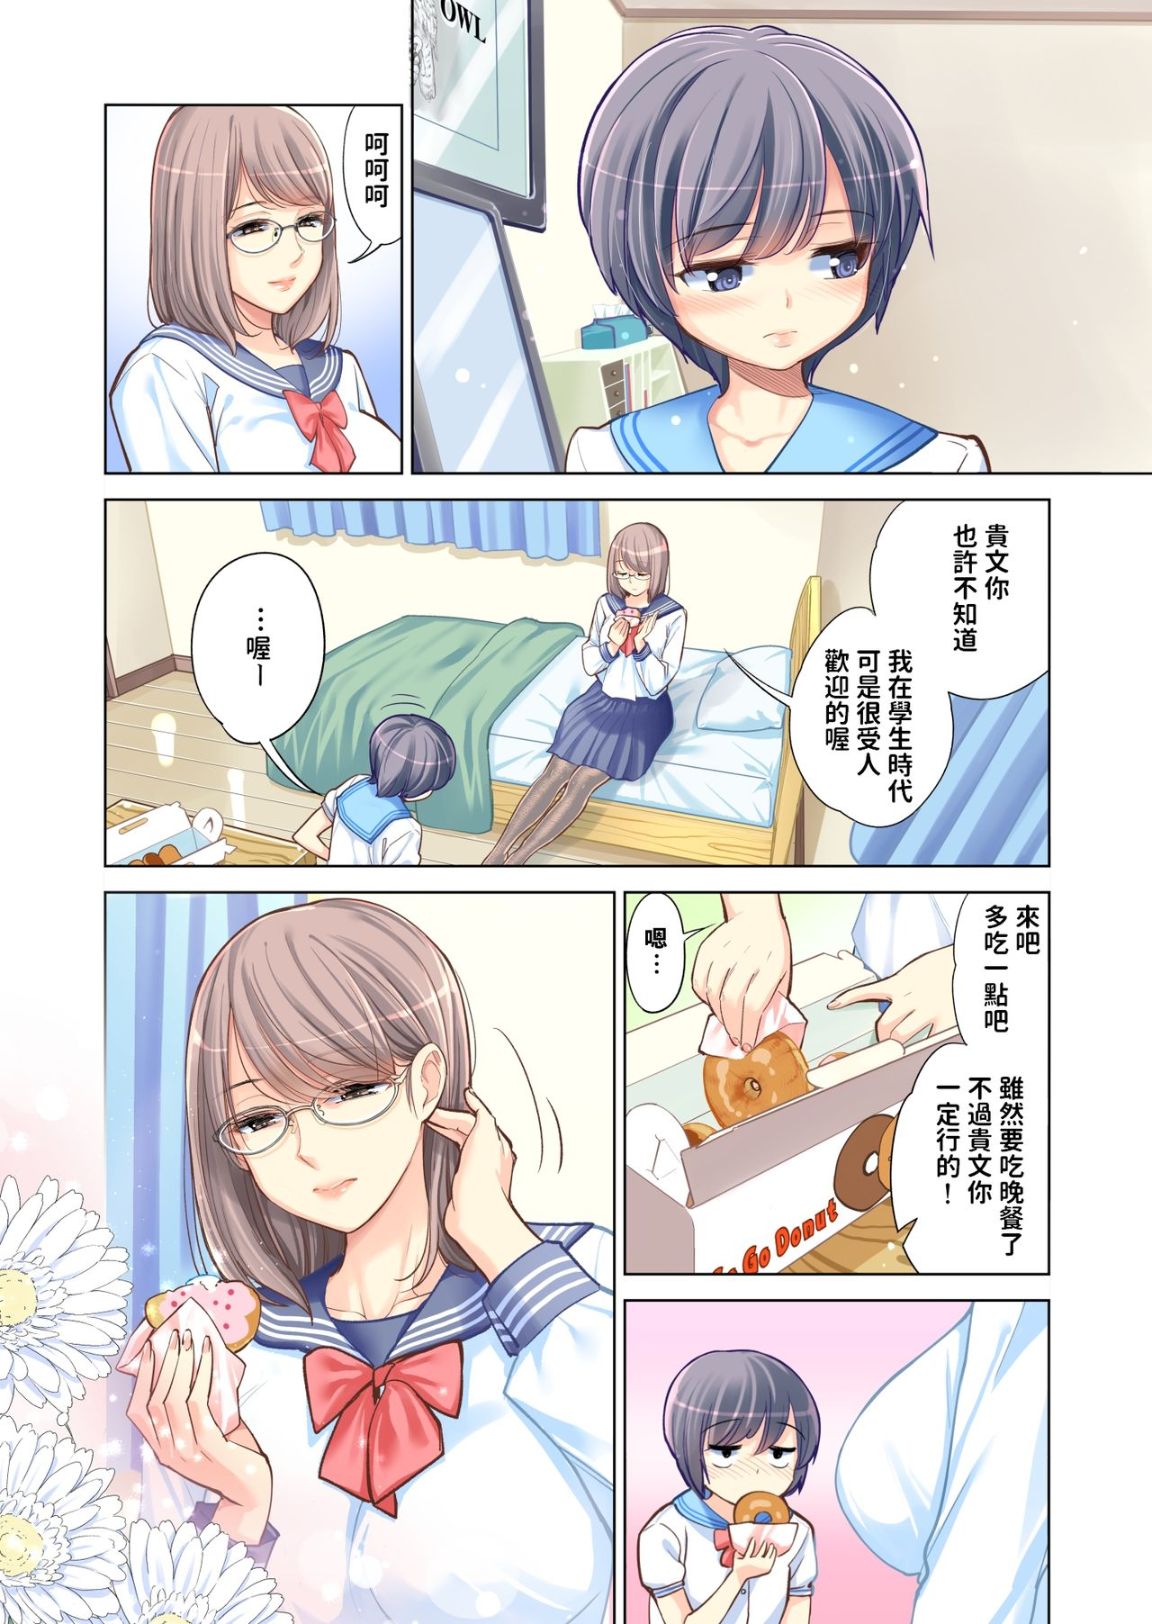 OWL
呵呵呵
貴文你
也許不知道
我在學生時代
可是很受人
歡迎的喔
…喔－
來吧
多吃一點吧
嗯…
雖然要吃晚餐了
不過貴文你
一定行的！
Go Donut